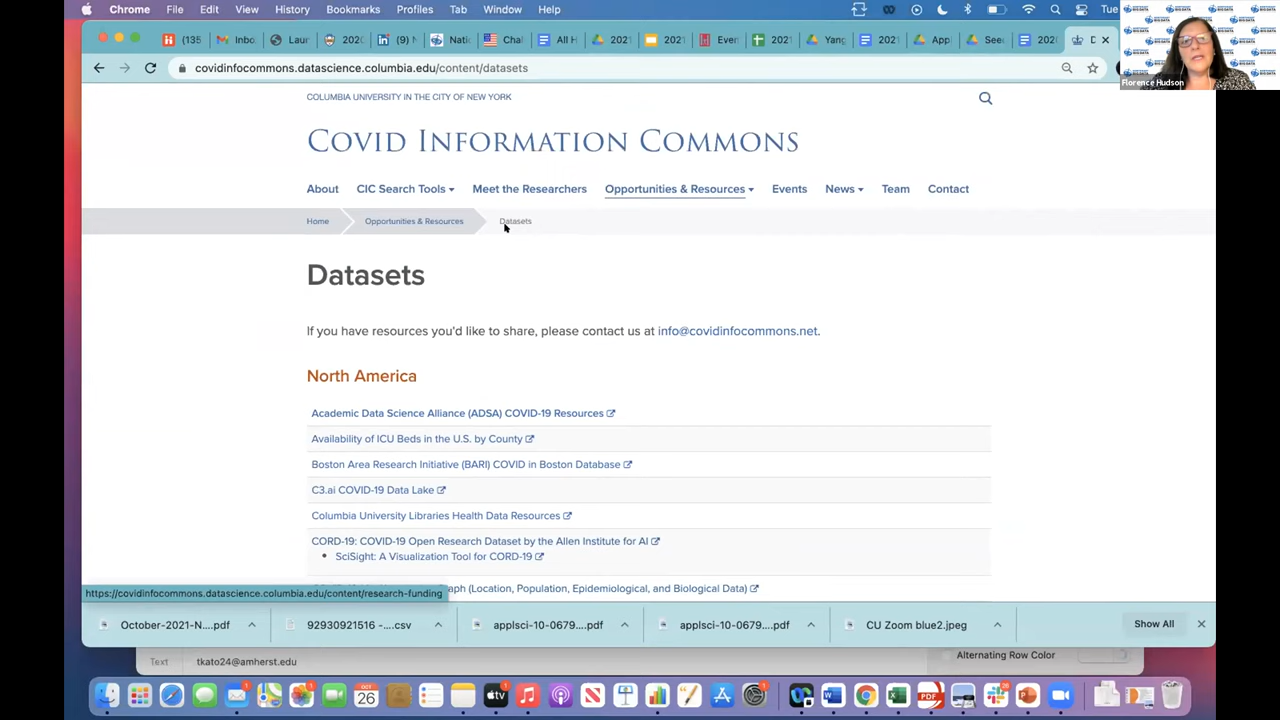 Chrome File Edit View History Bookmarks Profiles Tue
Florence Hudson
covidinfocommons.datas
COLUMBIA UNIVERSITY IN THE CITY OF NEW YORK
COVID INFORMATION COMMONS
About CIC Search Tools Meet the Researchers Opportunities & Resources Events News Team Contact
Home Opportunities & Resources Datasets
Datasets
If you have resources you'd like to share, please contact us at info@covidinfocommons.net.
North America
Academic Data Science Alliance (ADSA) COVID-19 Resources
Availability of ICU Beds in the U.S. by County
Boston Area Research Initiative (BARI) COVID in Boston Database
C3.ai COVID-19 Data Lake
Columbia University Libraries Health Data Resources
CORD-19: COVID-19 Open Research Dataset by the Allen Institute for AI
• SciSight: A Visualization Tool for CORD-19
aph (Location, Population, Epidemiological, and Biological Data)
https://covidinfocommons.datascience.columbia.edu/content/research-funding
October-2021-N....pdf 92930921516 -....csv applsci-10-0679....pdf applsci-10-0679....pdf CU Zoom blue2.jpeg Show All
Text tkato24@amherst.edu Alternating Row Color
OCT
26
tv
PDF